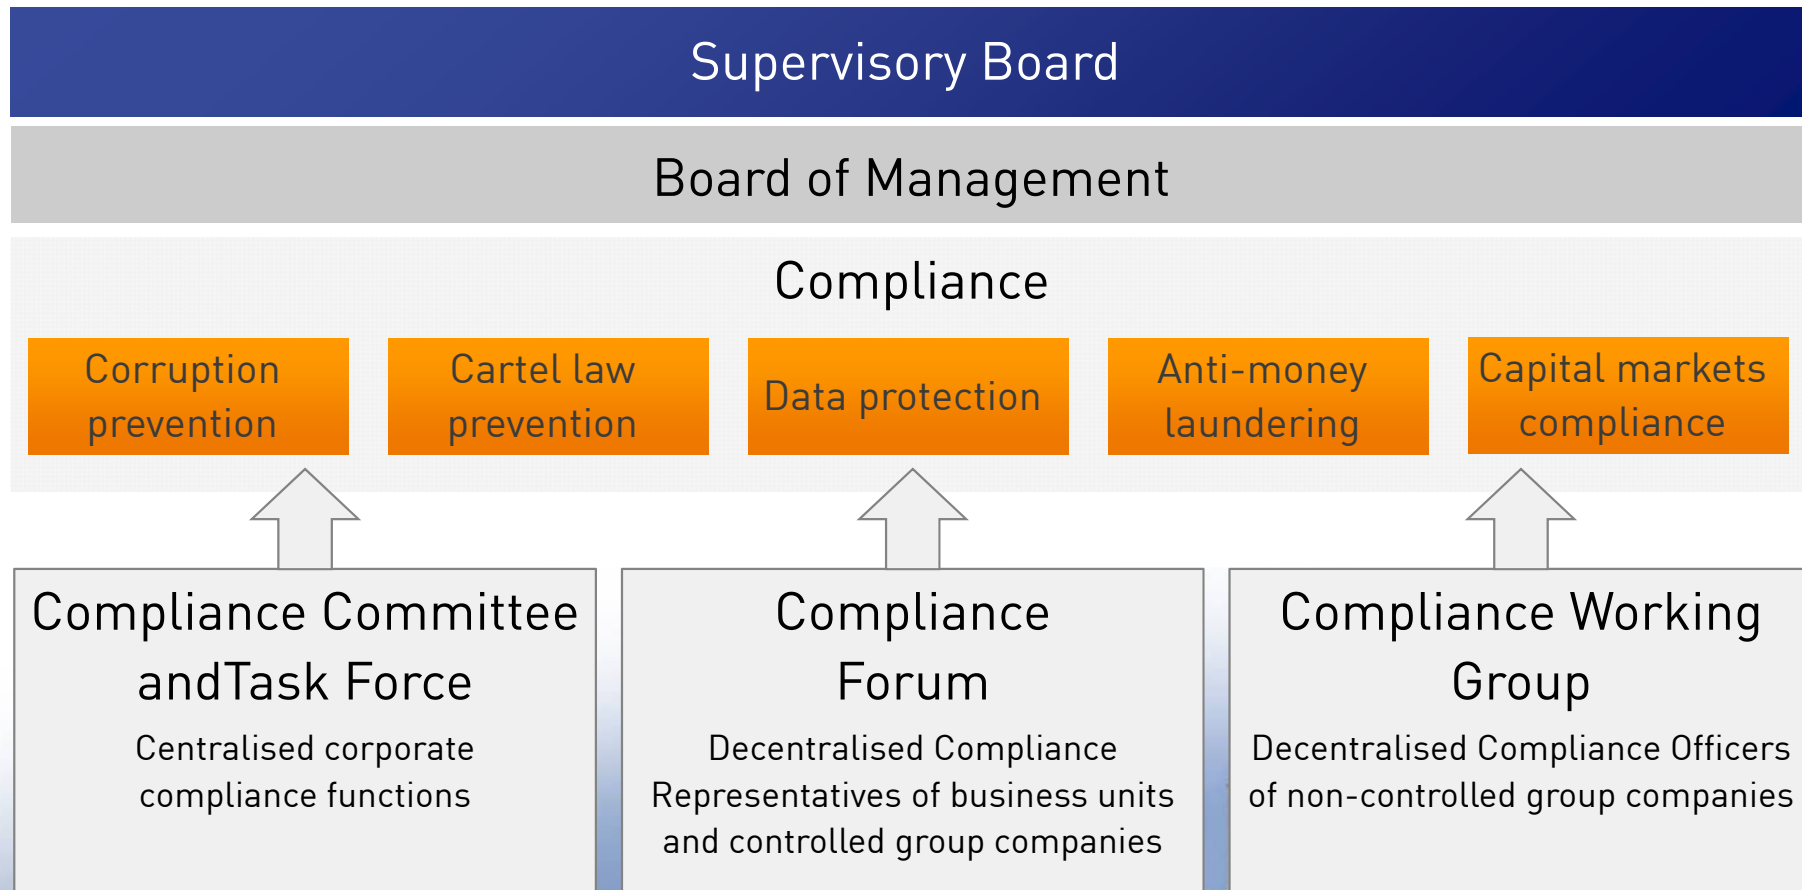 Supervisory Board
Board of Management
Compliance
Corruption
prevention
Cartel law
prevention
Data protection
Anti-money
laundering
Capital markets
compliance
Compliance Committee
andTask Force
Centralised corporate
compliance functions
Compliance
Forum
Decentralised Compliance
Representatives of business units
and controlled group companies
Compliance Working
Group
Decentralised Compliance Officers
of non-controlled group companies